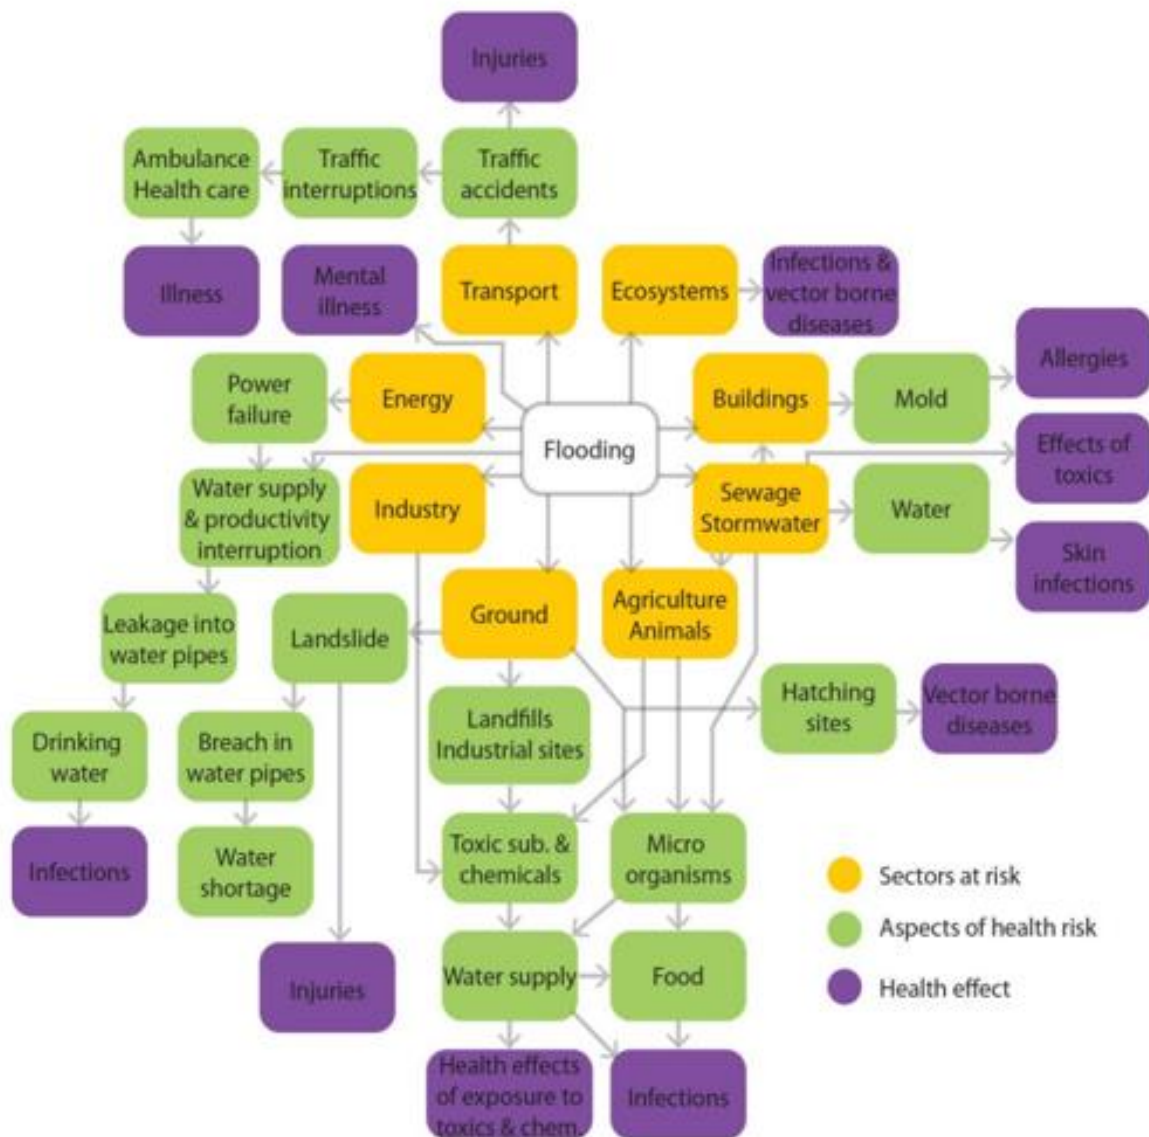 Injuries
Ambulance
Health care
Traffic
interruptions
Traffic
accidents
Illness
Mental
illness
Transport
Ecosystems
Infections &
vector borne
diseases
Power
failure
Energy
Flooding
Buildings
Mold
Allergies
Effects of
toxics
Water supply
& productivity
interruption
Industry
Sewage
Stormwater
Water
Skin
infections
Leakage into
water pipes
Landslide
Ground
Agriculture
Animals
Hatching
sites
Vector borne
diseases
Drinking
water
Breach in
water pipes
Landfills
Industrial sites
Infections
Water
shortage
Toxic sub. &
chemicals
Micro
organisms
Sectors at risk
Aspects of health risk
Health effect
Injuries
Water supply
Food
Health effects
of exposure to
toxics & chem.
Infections